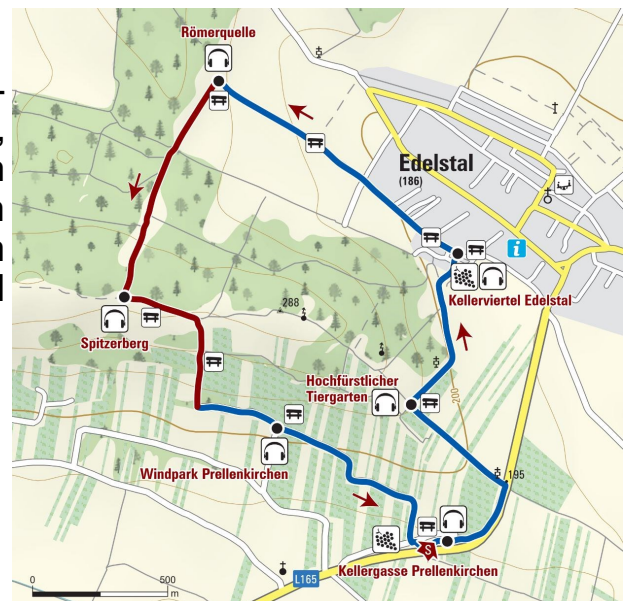 Römerquelle
Edelstal
(186)
i
Kellerviertel Edelstal
288
Spitzerberg
Hochfürstlicher
Tiergarten
200
Windpark Prellenkirchen
195
S
Kellergasse Prellenkirchen
L165
0 500
m